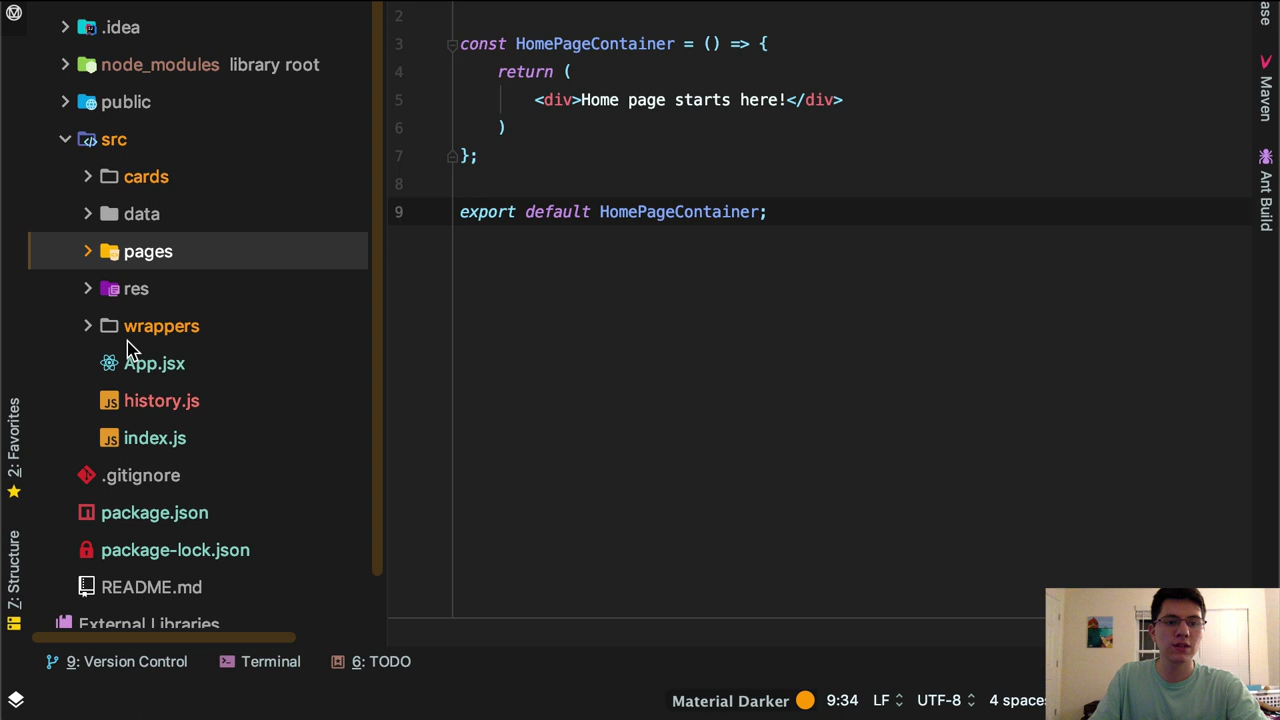 .idea
node_modules library root
public
src
cards
data
pages
res
wrappers
App.jsx
history.js
index.js
.gitignore
package.json
package-lock.json
README.md
External Libraries
2
3 const HomePageContainer = () => {
4 return (
5 <div>Home page starts here!</div>
6 )
7 };
8
9 export default HomePageContainer;
ase
Maven
Ant Build
2: Favorites
7: Structure
9: Version Control
Terminal
6: TODO
Material Darker
9:34
LF
UTF-8
4 spaces